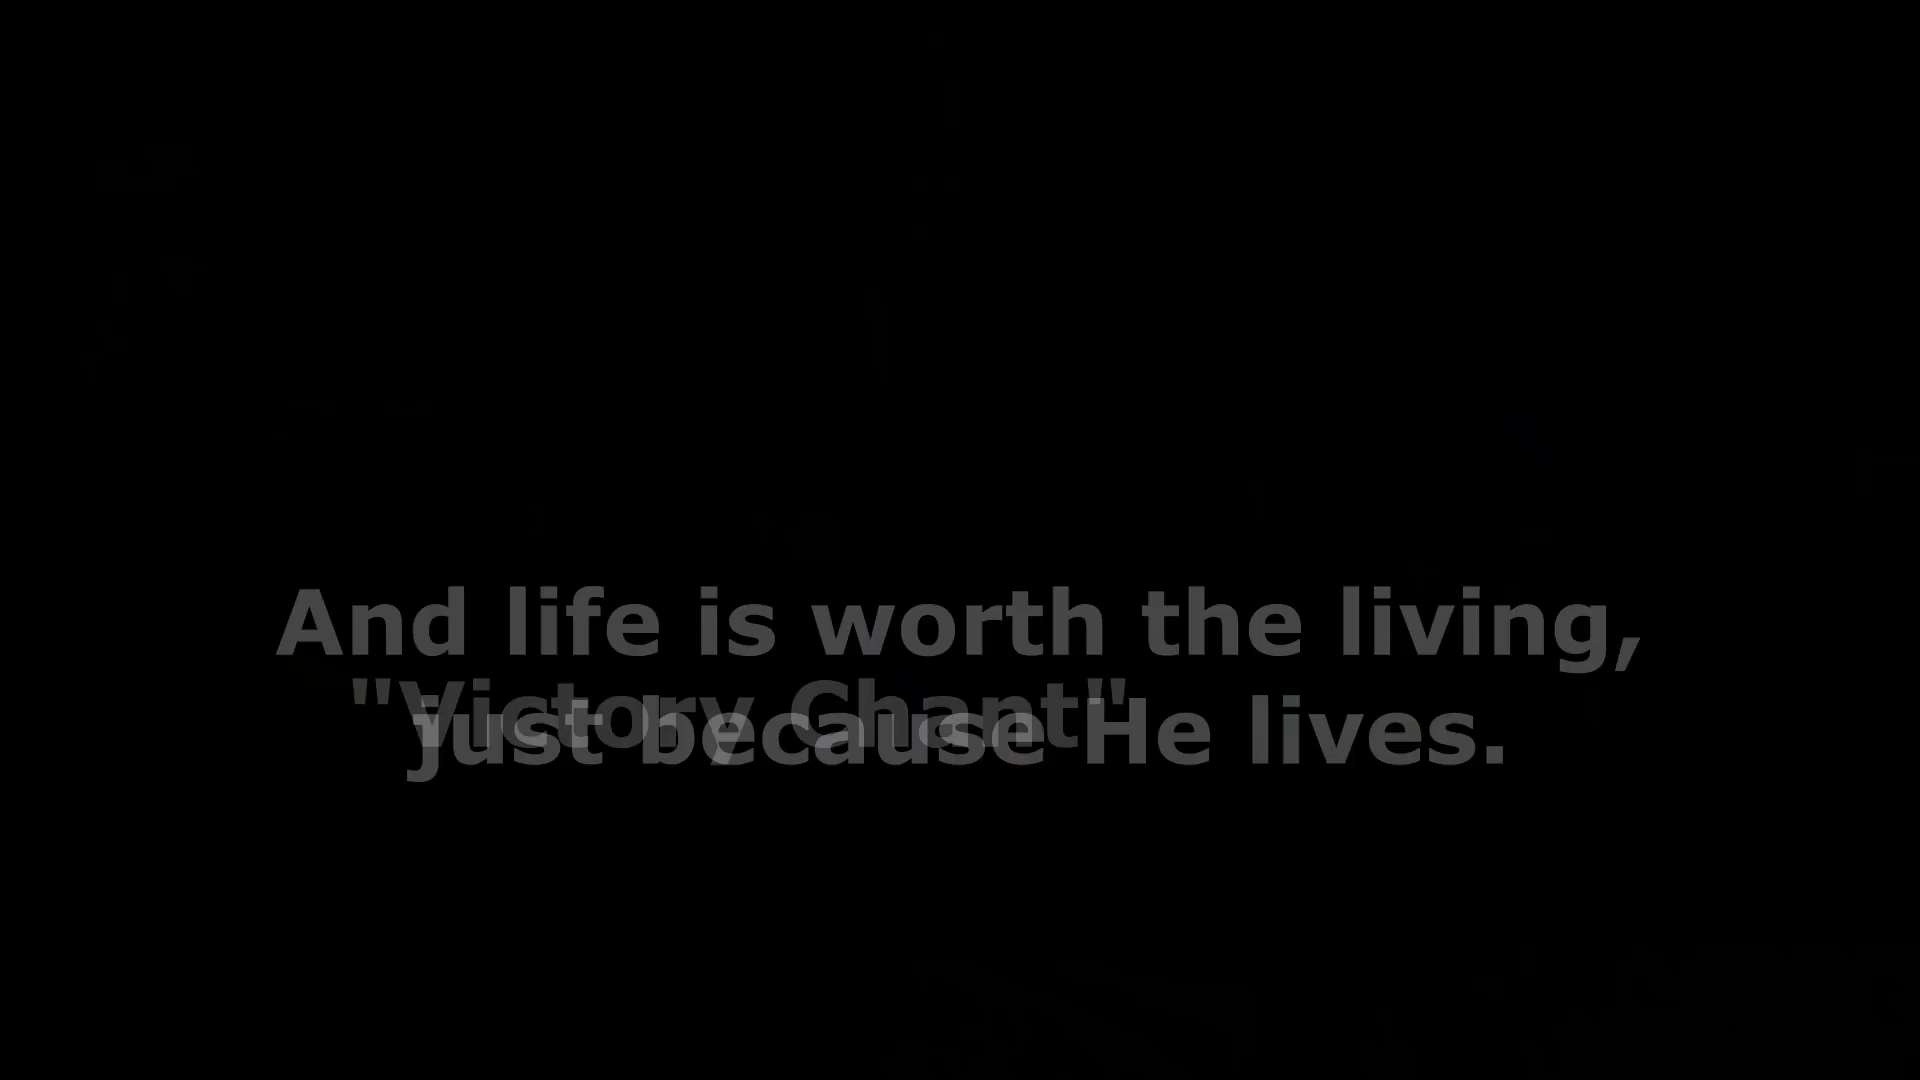 And life is worth the living,
"Victory Chant"
just because He lives.